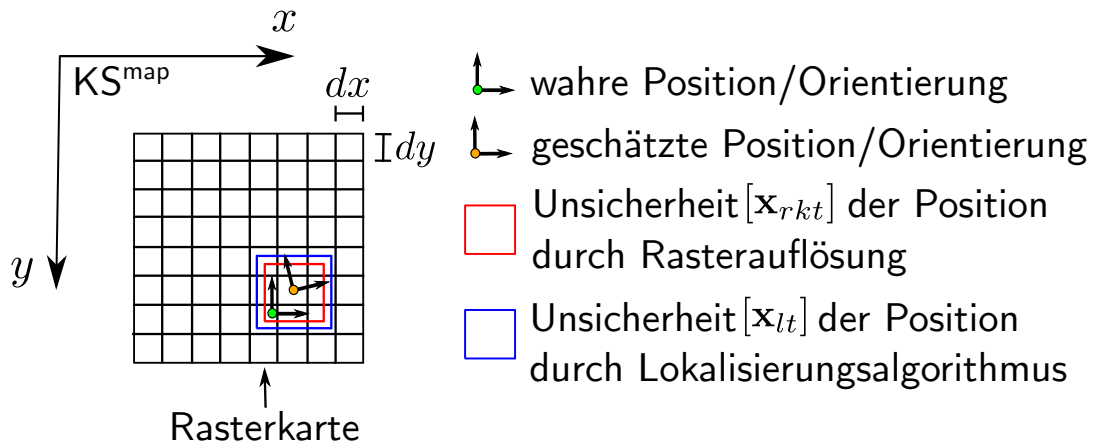 x
KS^map
dx
dy
y
Rasterkarte
wahre Position/Orientierung
geschätzte Position/Orientierung
Unsicherheit [x_rkt] der Position
durch Rasterauflösung
Unsicherheit [x_lt] der Position
durch Lokalisierungsalgorithmus